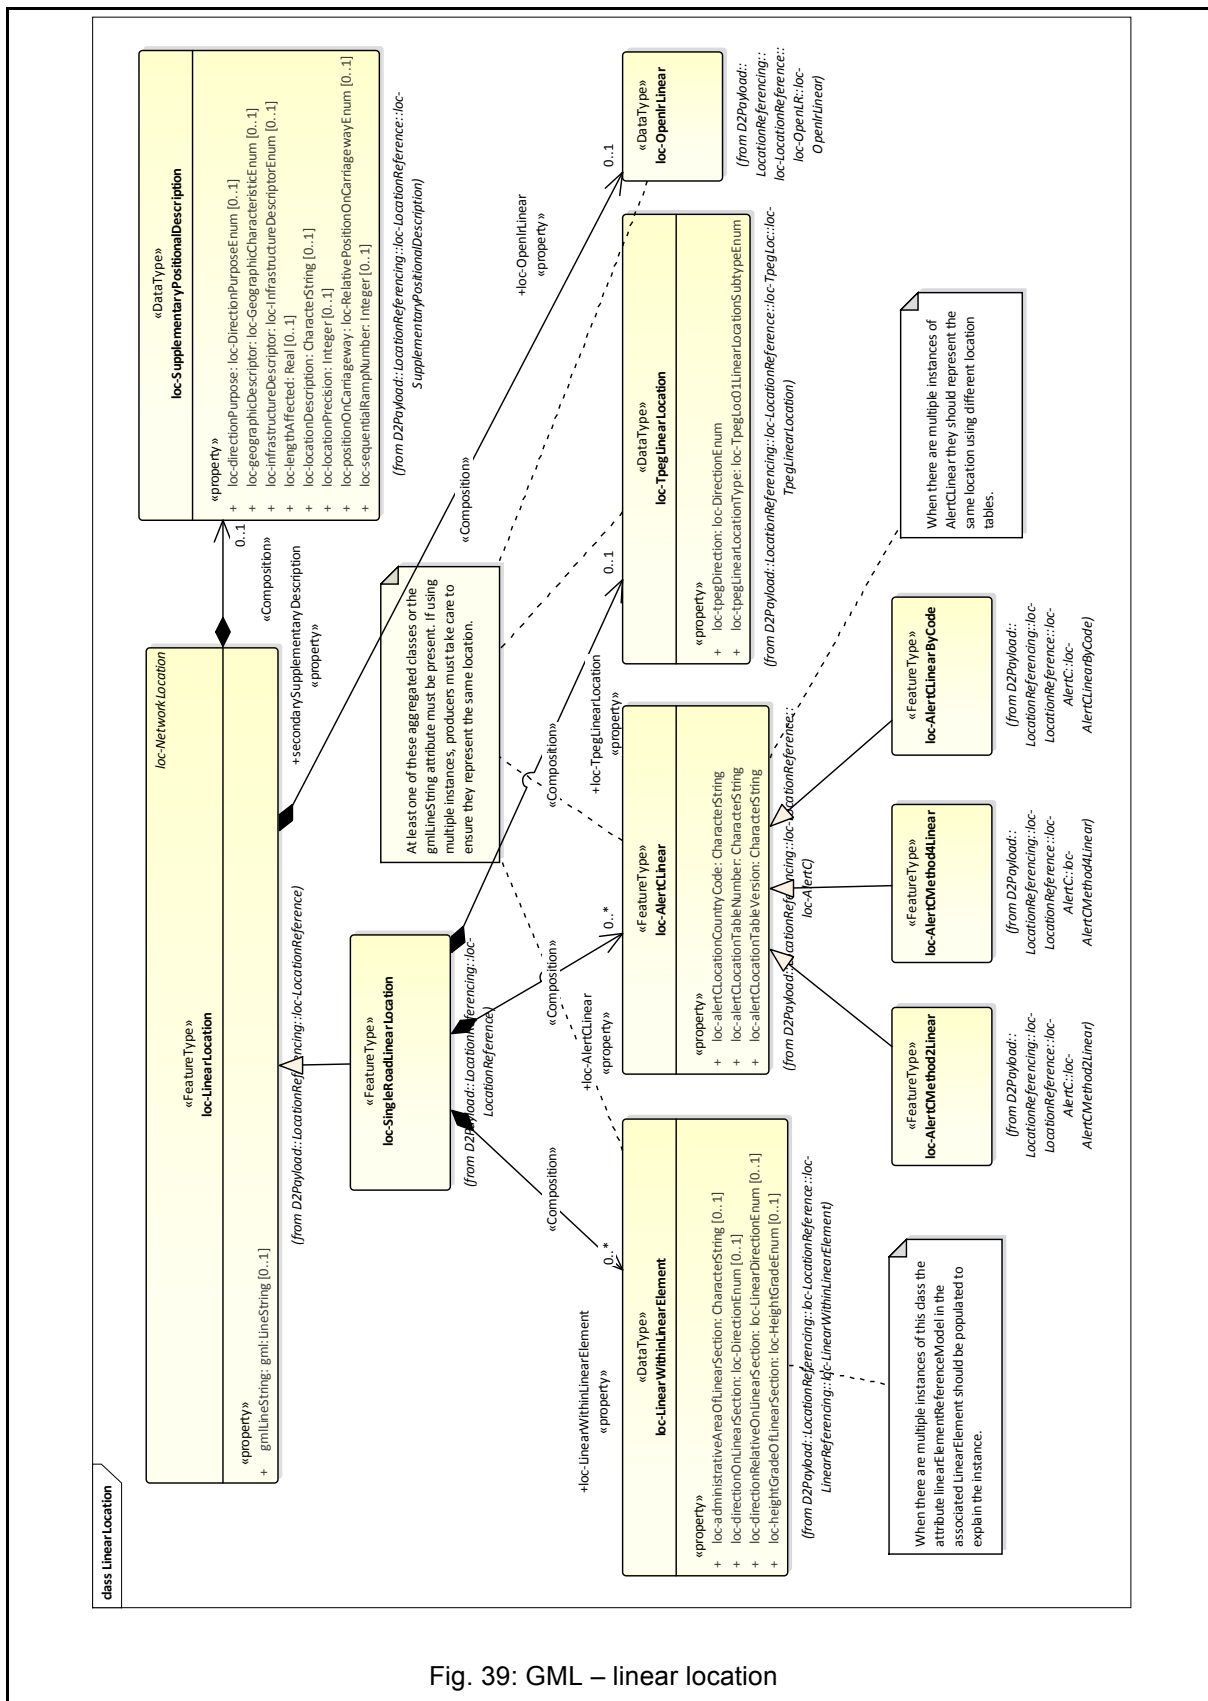 class LinearLocation
loc-NetworkLocation
«FeatureType»
loc-LinearLocation
«property»
+ gmlLineString: gml:LineString [0..1]
(from D2Payload::LocationReferencing::loc-LocationReference)
+secondarySupplementaryDescription
«property»
«Composition»
0..1
«DataType»
loc-SupplementaryPositionalDescription
«property»
+ loc-directionPurpose: loc-DirectionPurposeEnum [0..1]
+ loc-geographicDescriptor: loc-GeographicCharacteristicEnum [0..1]
+ loc-infrastructureDescriptor: loc-InfrastructureDescriptorEnum [0..1]
+ loc-lengthAffected: Real [0..1]
+ loc-locationDescription: CharacterString [0..1]
+ loc-locationPrecision: Integer [0..1]
+ loc-positionOnCarriageway: loc-RelativePositionOnCarriagewayEnum [0..1]
+ loc-sequentialRampNumber: Integer [0..1]
(from D2Payload::LocationReferencing::loc-LocationReference::loc-
SupplementaryPositionalDescription)
«FeatureType»
loc-SingleRoadLinearLocation
(from D2Payload::LocationReferencing::loc-
LocationReference)
At least one of these aggregated classes or the
gmlLineString attribute must be present. If using
multiple instances, producers must take care to
ensure they represent the same location.
«Composition»
+loc-OpenlrLinear
«property»
0..1
«Composition»
+loc-LinearWithinLinearElement
«property»
0..*
«Composition»
+loc-AlertCLinear
«property»
0..*
«Composition»
+loc-TpegLinearLocation
«property»
0..1
«DataType»
loc-LinearWithinLinearElement
«property»
+ loc-administrativeAreaOfLinearSection: CharacterString [0..1]
+ loc-directionOnLinearSection: loc-DirectionEnum [0..1]
+ loc-directionRelativeOnLinearSection: loc-LinearDirectionEnum [0..1]
+ loc-heightGradeOfLinearSection: loc-HeightGradeEnum [0..1]
(from D2Payload::LocationReferencing::loc-LocationReference::loc-
LinearReferencing::loc-LinearWithinLinearElement)
«FeatureType»
loc-AlertCLinear
«property»
+ loc-alertCLocationCountryCode: CharacterString
+ loc-alertCLocationTableNumber: CharacterString
+ loc-alertCLocationTableVersion: CharacterString
(from D2Payload::LocationReferencing::loc-LocationReference::
loc-AlertC)
«DataType»
loc-TpegLinearLocation
«property»
+ loc-tpegDirection: loc-DirectionEnum
+ loc-tpegLinearLocationType: loc-TpegLoc01LinearLocationSubtypeEnum
(from D2Payload::LocationReferencing::loc-LocationReference::loc-TpegLoc::loc-
TpegLinearLocation)
«DataType»
loc-OpenlrLinear
(from D2Payload::
LocationReferencing::
loc-LocationReference::
loc-OpenLR::loc-
OpenlrLinear)
When there are multiple instances of this class the
attribute linearElementReferenceModel in the
associated LinearElement should be populated to
explain the instance.
«FeatureType»
loc-AlertCMethod2Linear
(from D2Payload::
LocationReferencing::loc-
LocationReference::loc-
AlertC::loc-
AlertCMethod2Linear)
«FeatureType»
loc-AlertCMethod4Linear
(from D2Payload::
LocationReferencing::loc-
LocationReference::loc-
AlertC::loc-
AlertCMethod4Linear)
«FeatureType»
loc-AlertCLinearByCode
(from D2Payload::
LocationReferencing::loc-
LocationReference::loc-
AlertC::loc-
AlertCLinearByCode)
When there are multiple instances of
AlertCLinear they should represent the
same location using different location
tables.
Fig. 39: GML – linear location